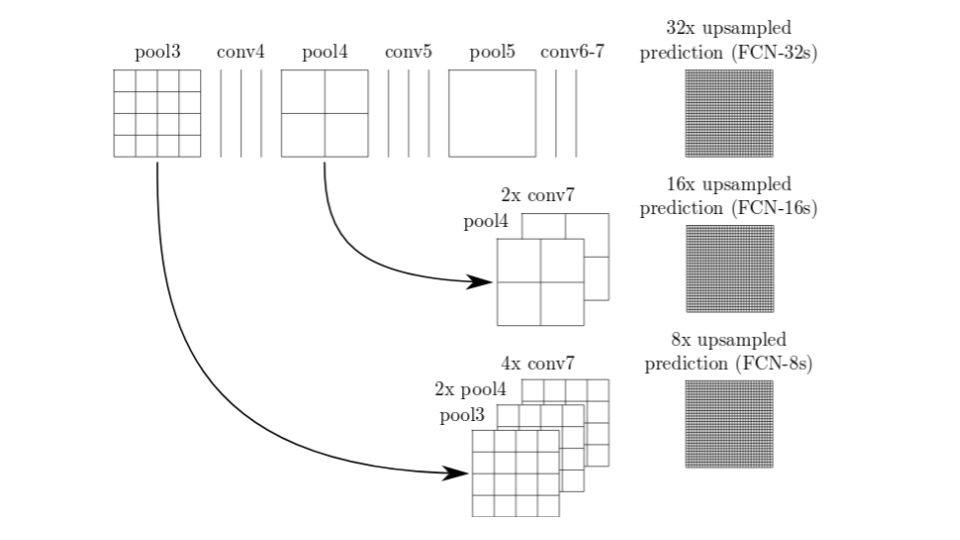 pool3 conv4 pool4 conv5 pool5 conv6-7
32x upsampled
prediction (FCN-32s)
2x conv7
pool4
16x upsampled
prediction (FCN-16s)
4x conv7
2x pool4
pool3
8x upsampled
prediction (FCN-8s)